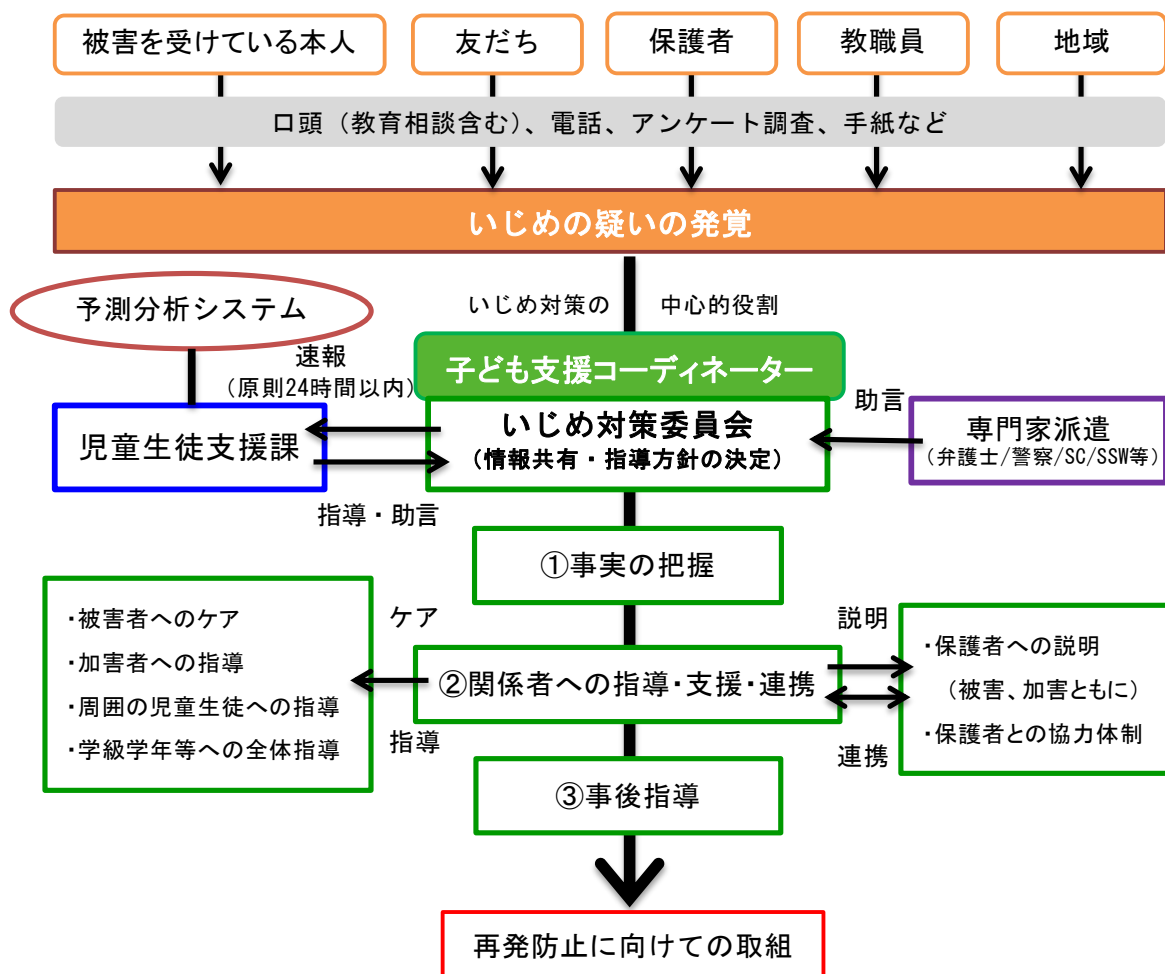 被害を受けている本人
友だち
保護者
教職員
地域
口頭（教育相談含む）、電話、アンケート調査、手紙など
いじめの疑いの発覚
予測分析システム
いじめ対策の 中心的役割
速報
（原則24時間以内）
子ども支援コーディネーター
いじめ対策委員会
（情報共有・指導方針の決定）
児童生徒支援課
助言
専門家派遣
（弁護士/警察/SC/SSW等）
指導・助言
①事実の把握
ケア
説明
・被害者へのケア
・加害者への指導
・周囲の児童生徒への指導
・学級学年等への全体指導
②関係者への指導・支援・連携
・保護者への説明
（被害、加害ともに）
・保護者との協力体制
指導
連携
③事後指導
再発防止に向けての取組